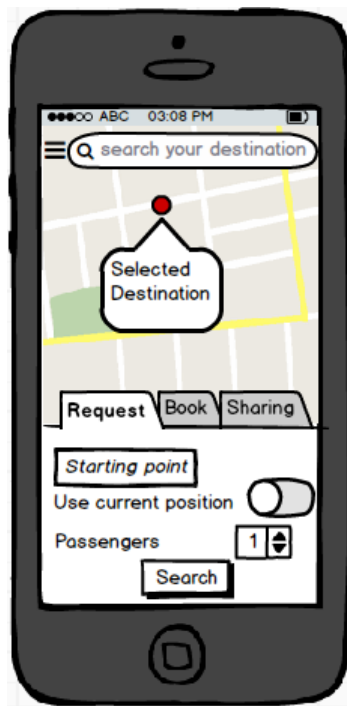 ABC 03:08 PM
search your destination
Selected
Destination
Request Book Sharing
Starting point
Use current position
Passengers 1
Search